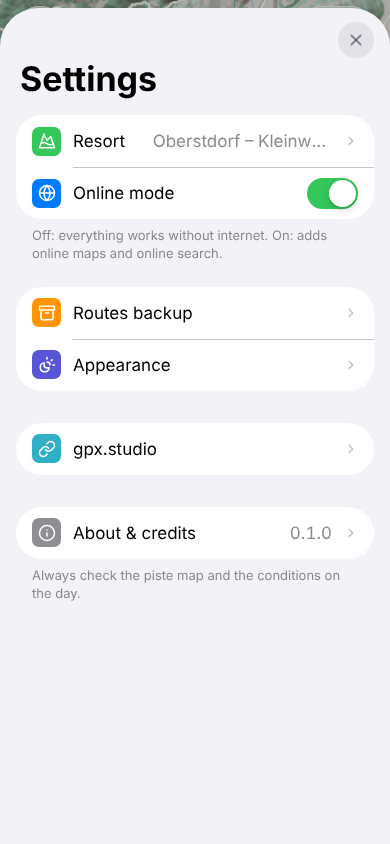 Settings
Resort Oberstdorf – Kleinw...
Online mode
Off: everything works without internet. On: adds
online maps and online search.
Routes backup
Appearance
gpx.studio
About & credits 0.1.0
Always check the piste map and the conditions on
the day.